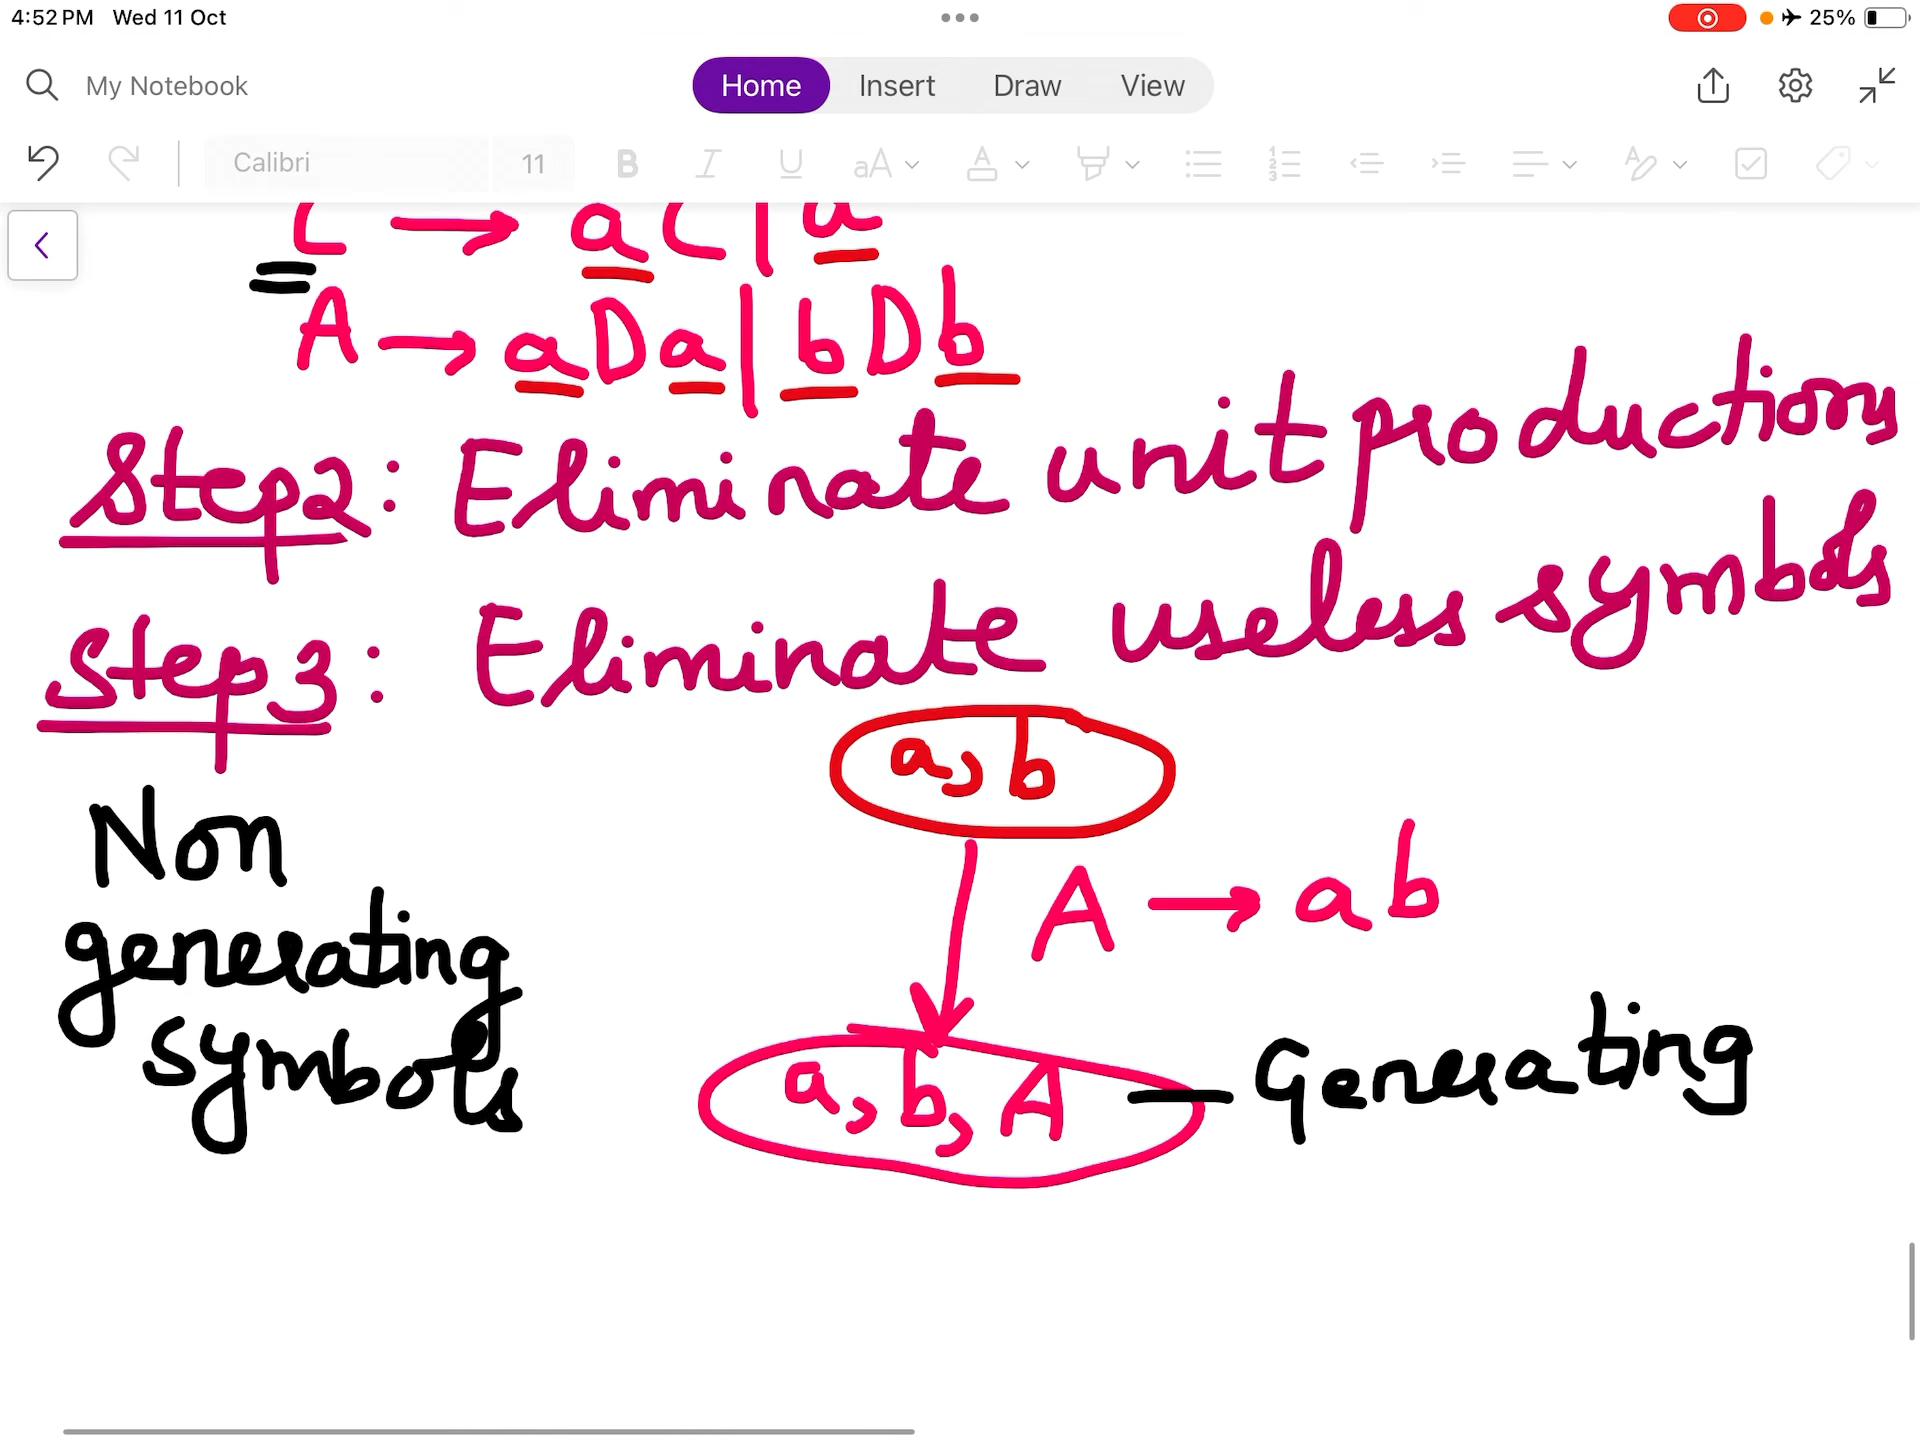 4:52 PM Wed 11 Oct
25%
My Notebook
Home Insert Draw View
Calibri 11 B I U aA A
C → aC | a
A → aDa | bDb
Step2: Eliminate unit productions
Step3: Eliminate useless symbols
a, b
Non
generating
symbols
A → ab
a, b, A — Generating